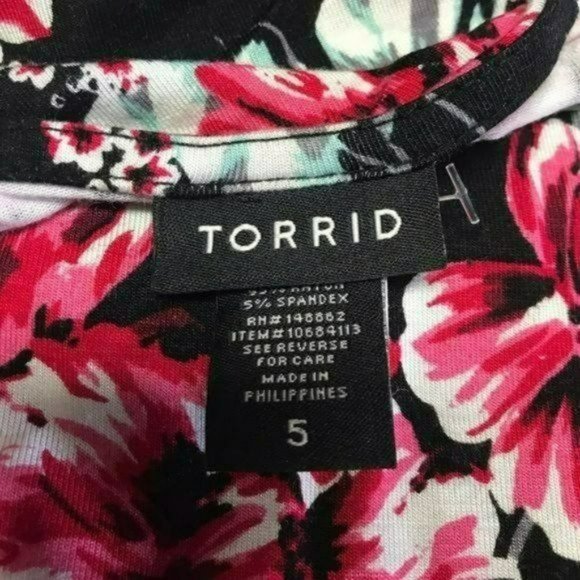 TORRID
5% SPANDEX
RN# 148862
ITEM# 10684113
SEE REVERSE
FOR CARE
MADE IN
PHILIPPINES
5